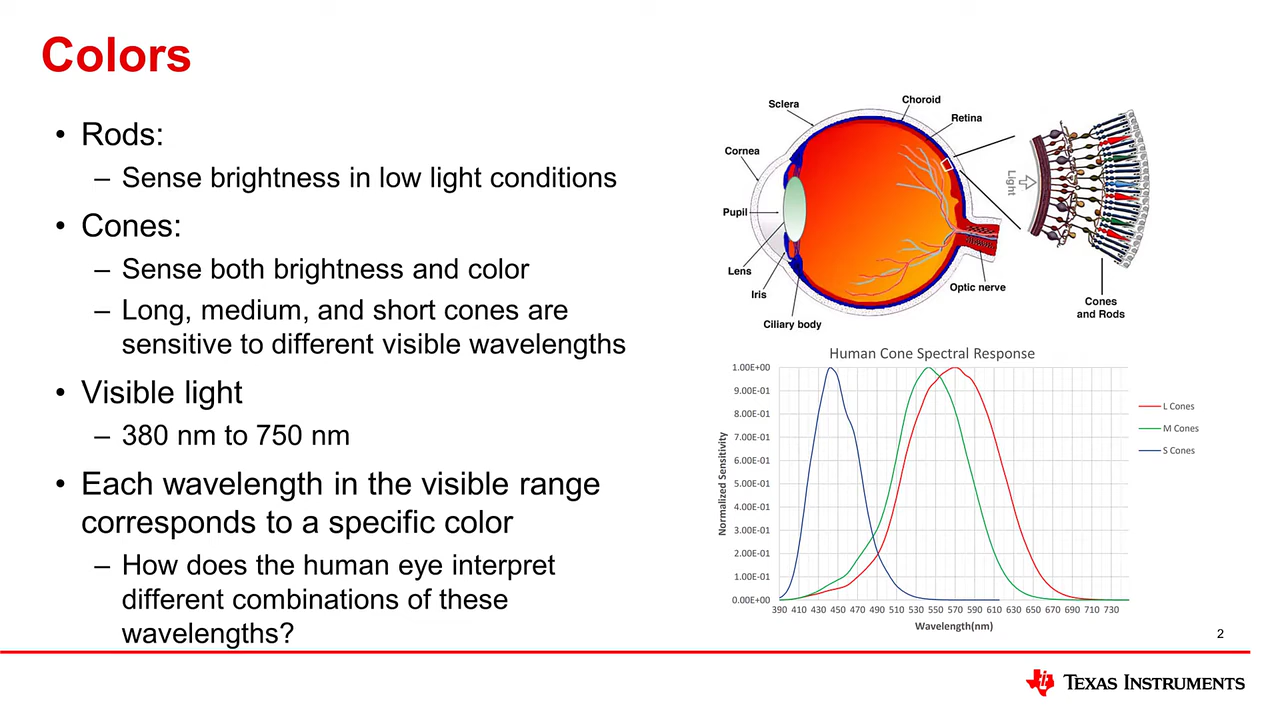 Colors
• Rods:
– Sense brightness in low light conditions
• Cones:
– Sense both brightness and color
– Long, medium, and short cones are
sensitive to different visible wavelengths
• Visible light
– 380 nm to 750 nm
• Each wavelength in the visible range
corresponds to a specific color
– How does the human eye interpret
different combinations of these
wavelengths?
Sclera
Choroid
Retina
Cornea
Pupil
Lens
Iris
Ciliary body
Optic nerve
Light
Cones
and Rods
Human Cone Spectral Response
Normalized Sensitivity
1.00E+00
9.00E-01
8.00E-01
7.00E-01
6.00E-01
5.00E-01
4.00E-01
3.00E-01
2.00E-01
1.00E-01
0.00E+00
390 410 430 450 470 490 510 530 550 570 590 610 630 650 670 690 710 730
Wavelength(nm)
L Cones
M Cones
S Cones
2
TEXAS INSTRUMENTS